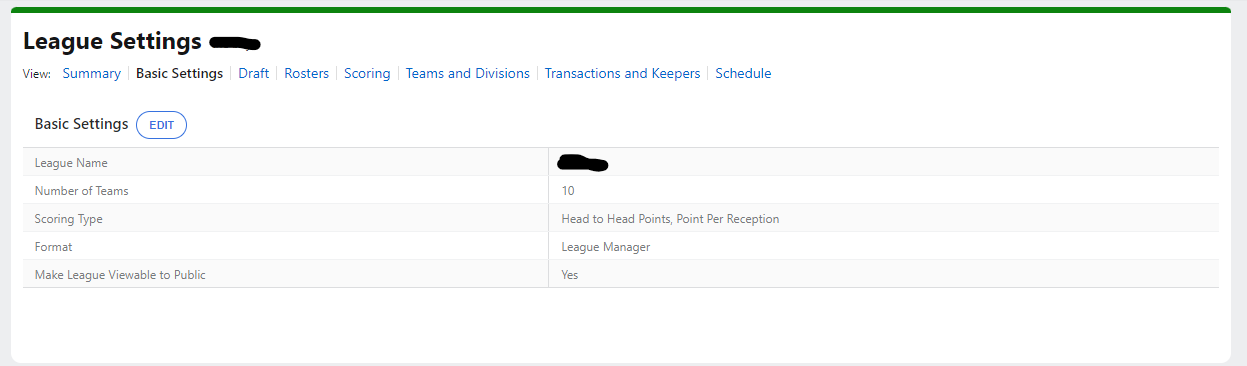 League Settings
View: Summary Basic Settings Draft Rosters Scoring Teams and Divisions Transactions and Keepers Schedule
Basic Settings EDIT
League Name
Number of Teams 10
Scoring Type Head to Head Points, Point Per Reception
Format League Manager
Make League Viewable to Public Yes